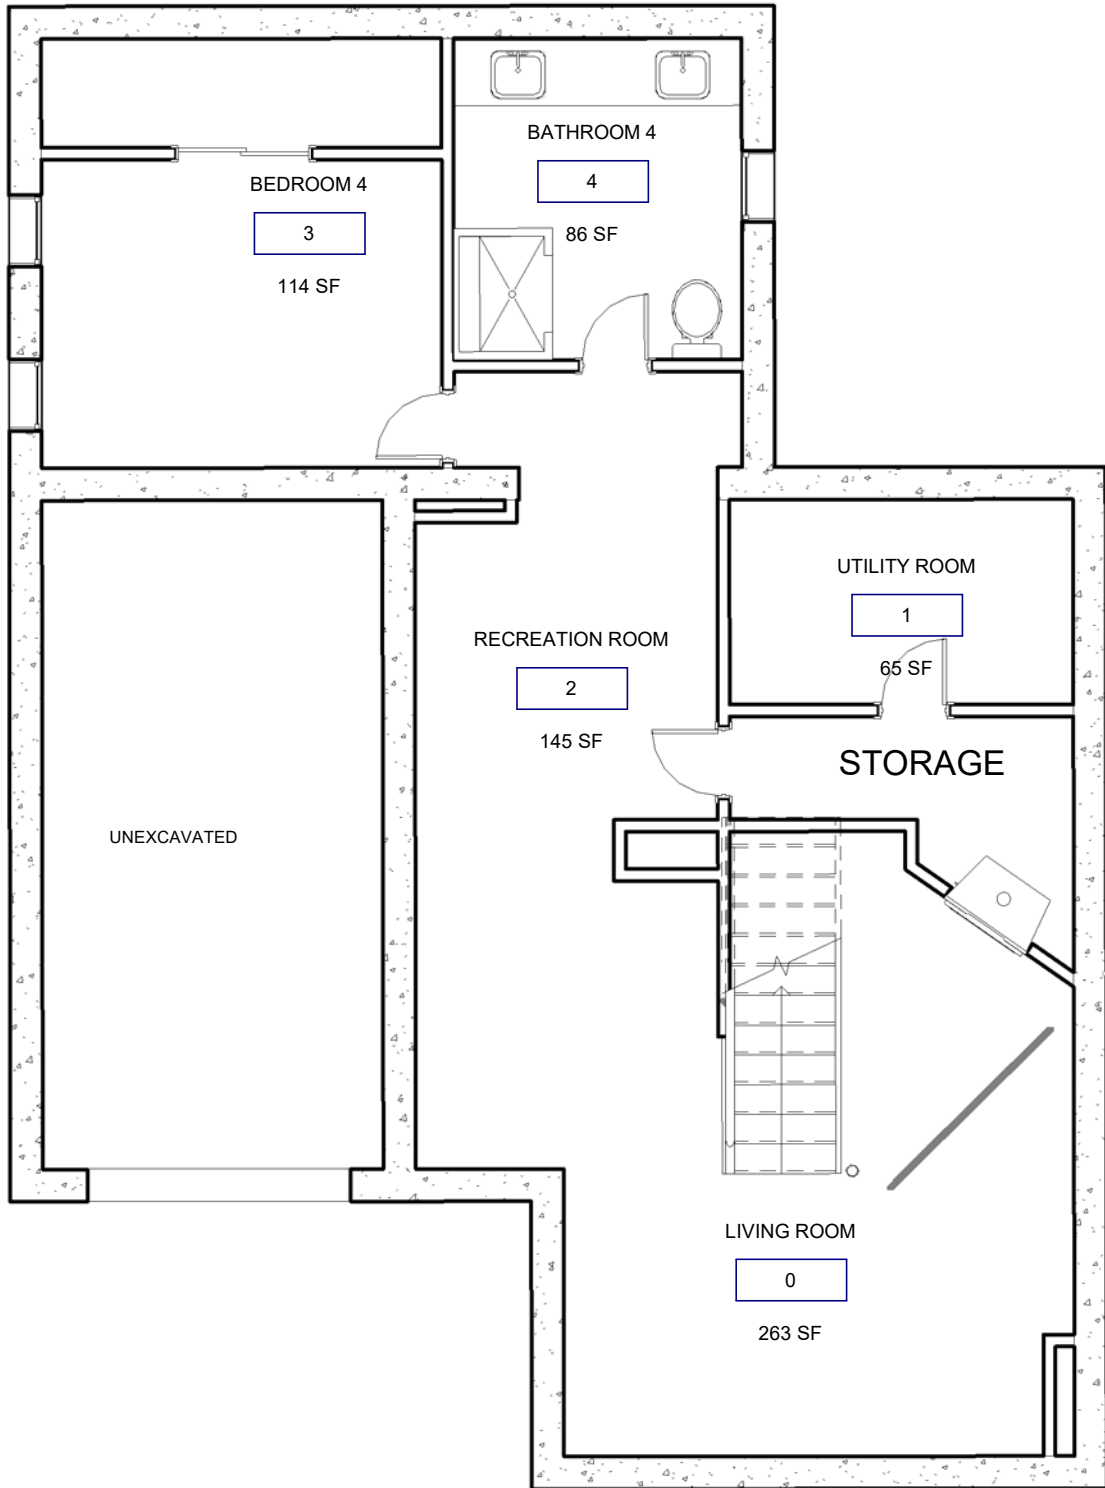 BATHROOM 4
4
86 SF
BEDROOM 4
3
114 SF
UTILITY ROOM
1
65 SF
RECREATION ROOM
2
145 SF
STORAGE
UNEXCAVATED
LIVING ROOM
0
263 SF